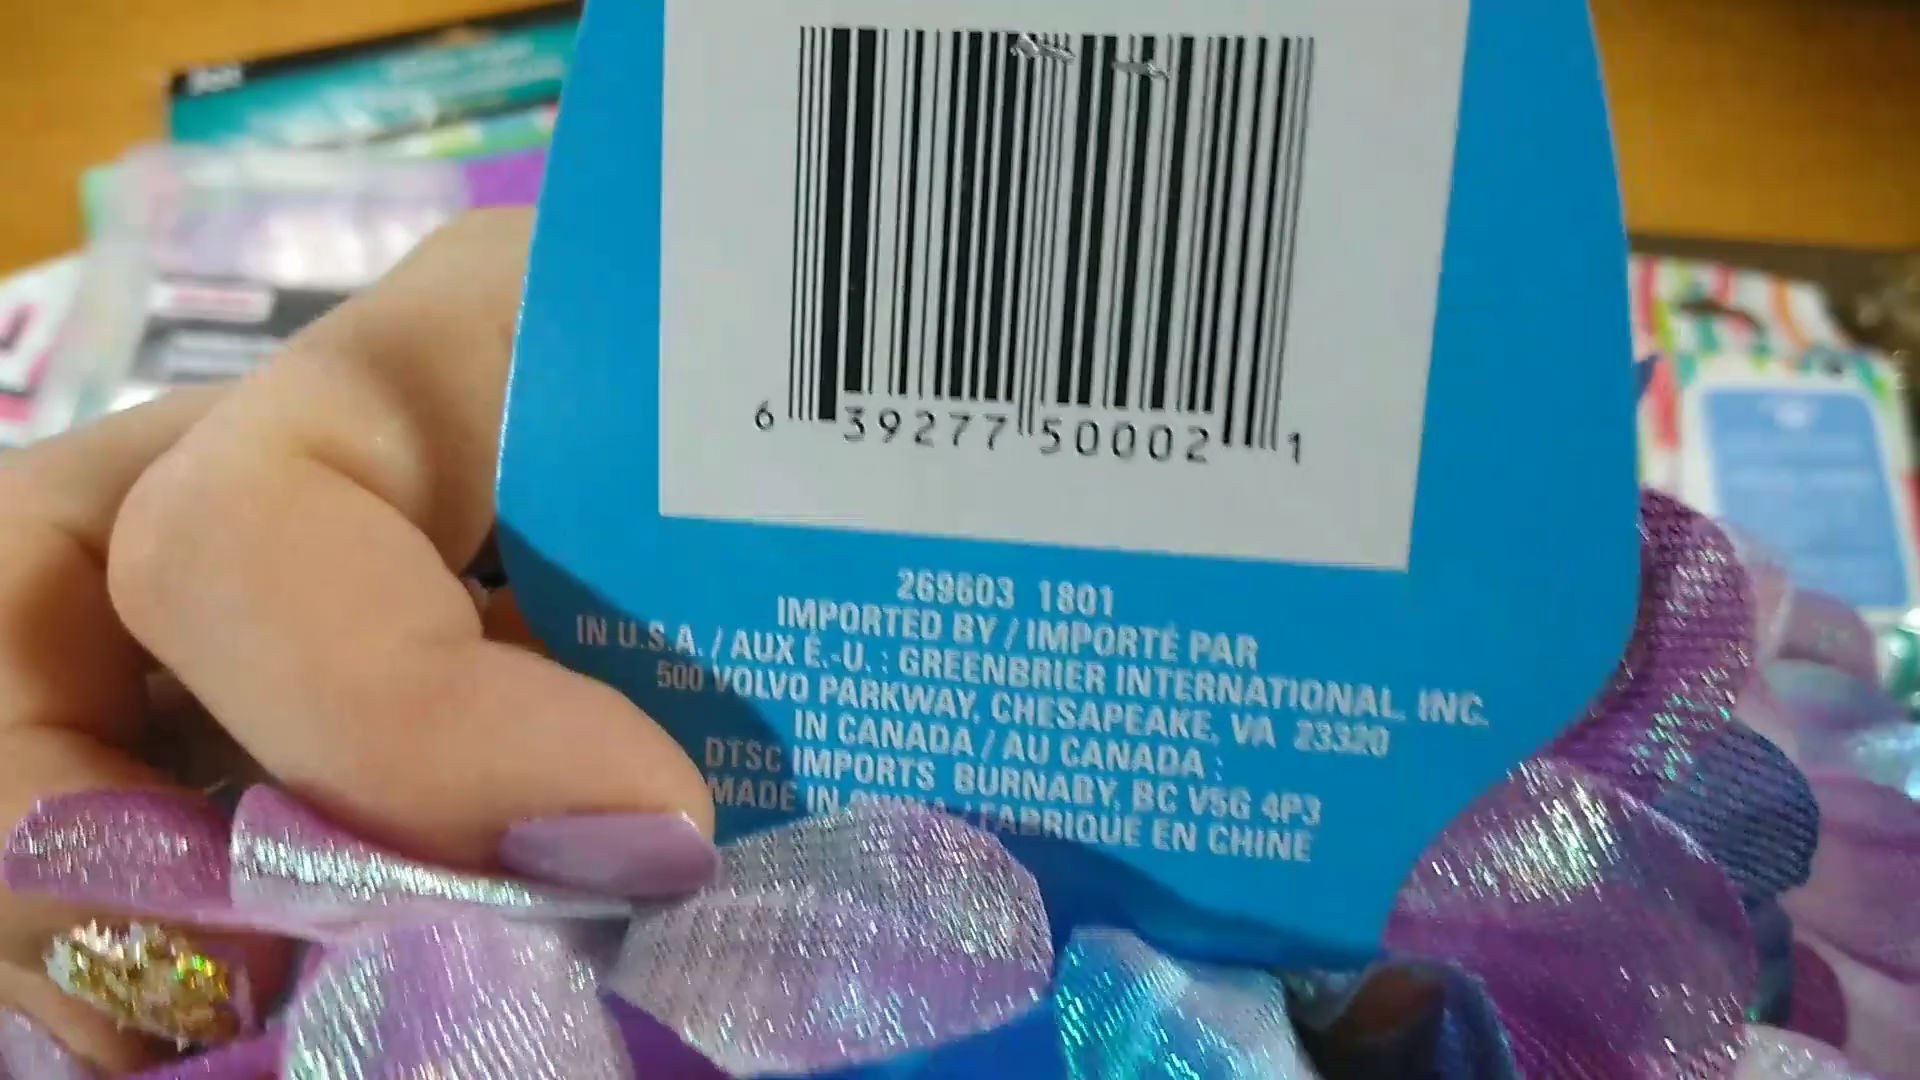 6 39277 50002 1
269603 1801
IMPORTED BY / IMPORTÉ PAR
IN U.S.A. / AUX É.-U. : GREENBRIER INTERNATIONAL, INC.
500 VOLVO PARKWAY, CHESAPEAKE, VA 23320
IN CANADA / AU CANADA :
DTSC IMPORTS BURNABY, BC V5G 4P3
MADE IN CHINA / FABRIQUÉ EN CHINE